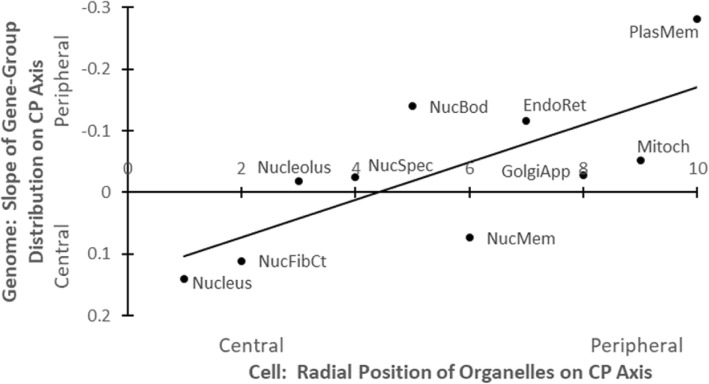 Genome: Slope of Gene-Group
Distribution on CP Axis
Peripheral
Central
-0.3
-0.2
-0.1
0
0.1
0.2
0 2 4 6 8 10
PlasMem
NucBod
EndoRet
Mitoch
Nucleolus
NucSpec
GolgiApp
NucMem
NucFibCt
Nucleus
Central Peripheral
Cell: Radial Position of Organelles on CP Axis